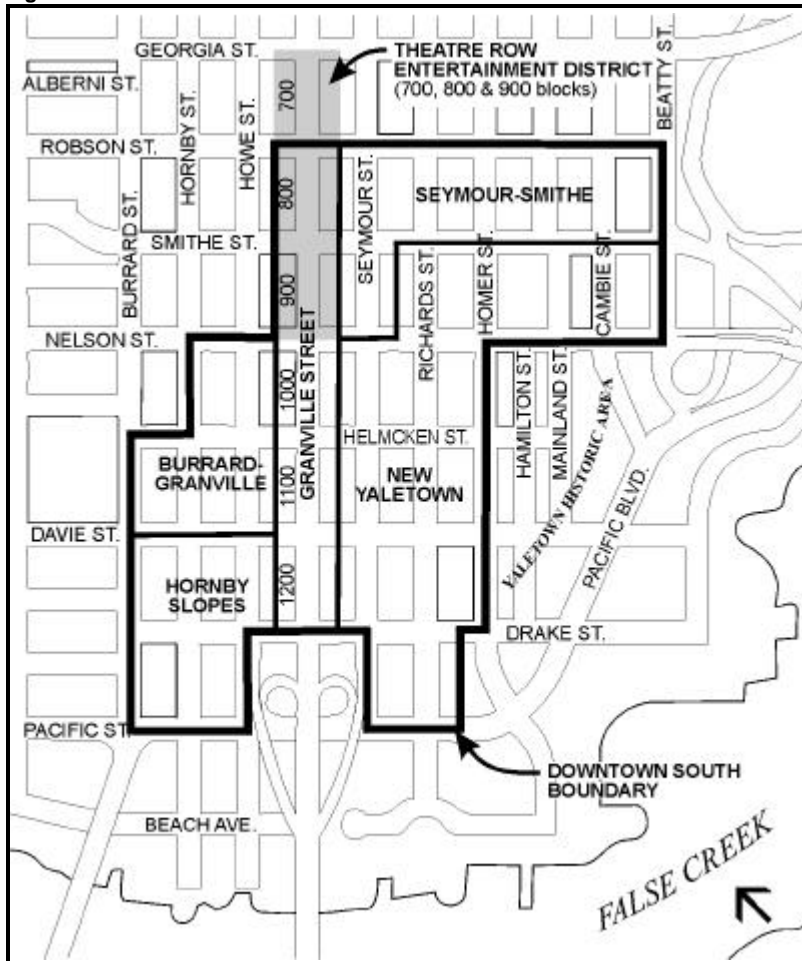 GEORGIA ST.
THEATRE ROW
ENTERTAINMENT DISTRICT
(700, 800 & 900 blocks)
ALBERNI ST.
BEATTY ST.
700
HORNBY ST.
HOWE ST.
ROBSON ST.
BURRARD ST.
800
SEYMOUR ST.
SEYMOUR-SMITHE
SMITHE ST.
RICHARDS ST.
HOMER ST.
CAMBIE ST.
900
NELSON ST.
1000
GRANVILLE STREET
HAMILTON ST.
MAINLAND ST.
YALETOWN HISTORIC AREA
HELMCKEN ST.
BURRARD-
GRANVILLE
1100
NEW
YALETOWN
PACIFIC BLVD.
DAVIE ST.
HORNBY
SLOPES
1200
DRAKE ST.
PACIFIC ST.
DOWNTOWN SOUTH
BOUNDARY
BEACH AVE.
FALSE CREEK